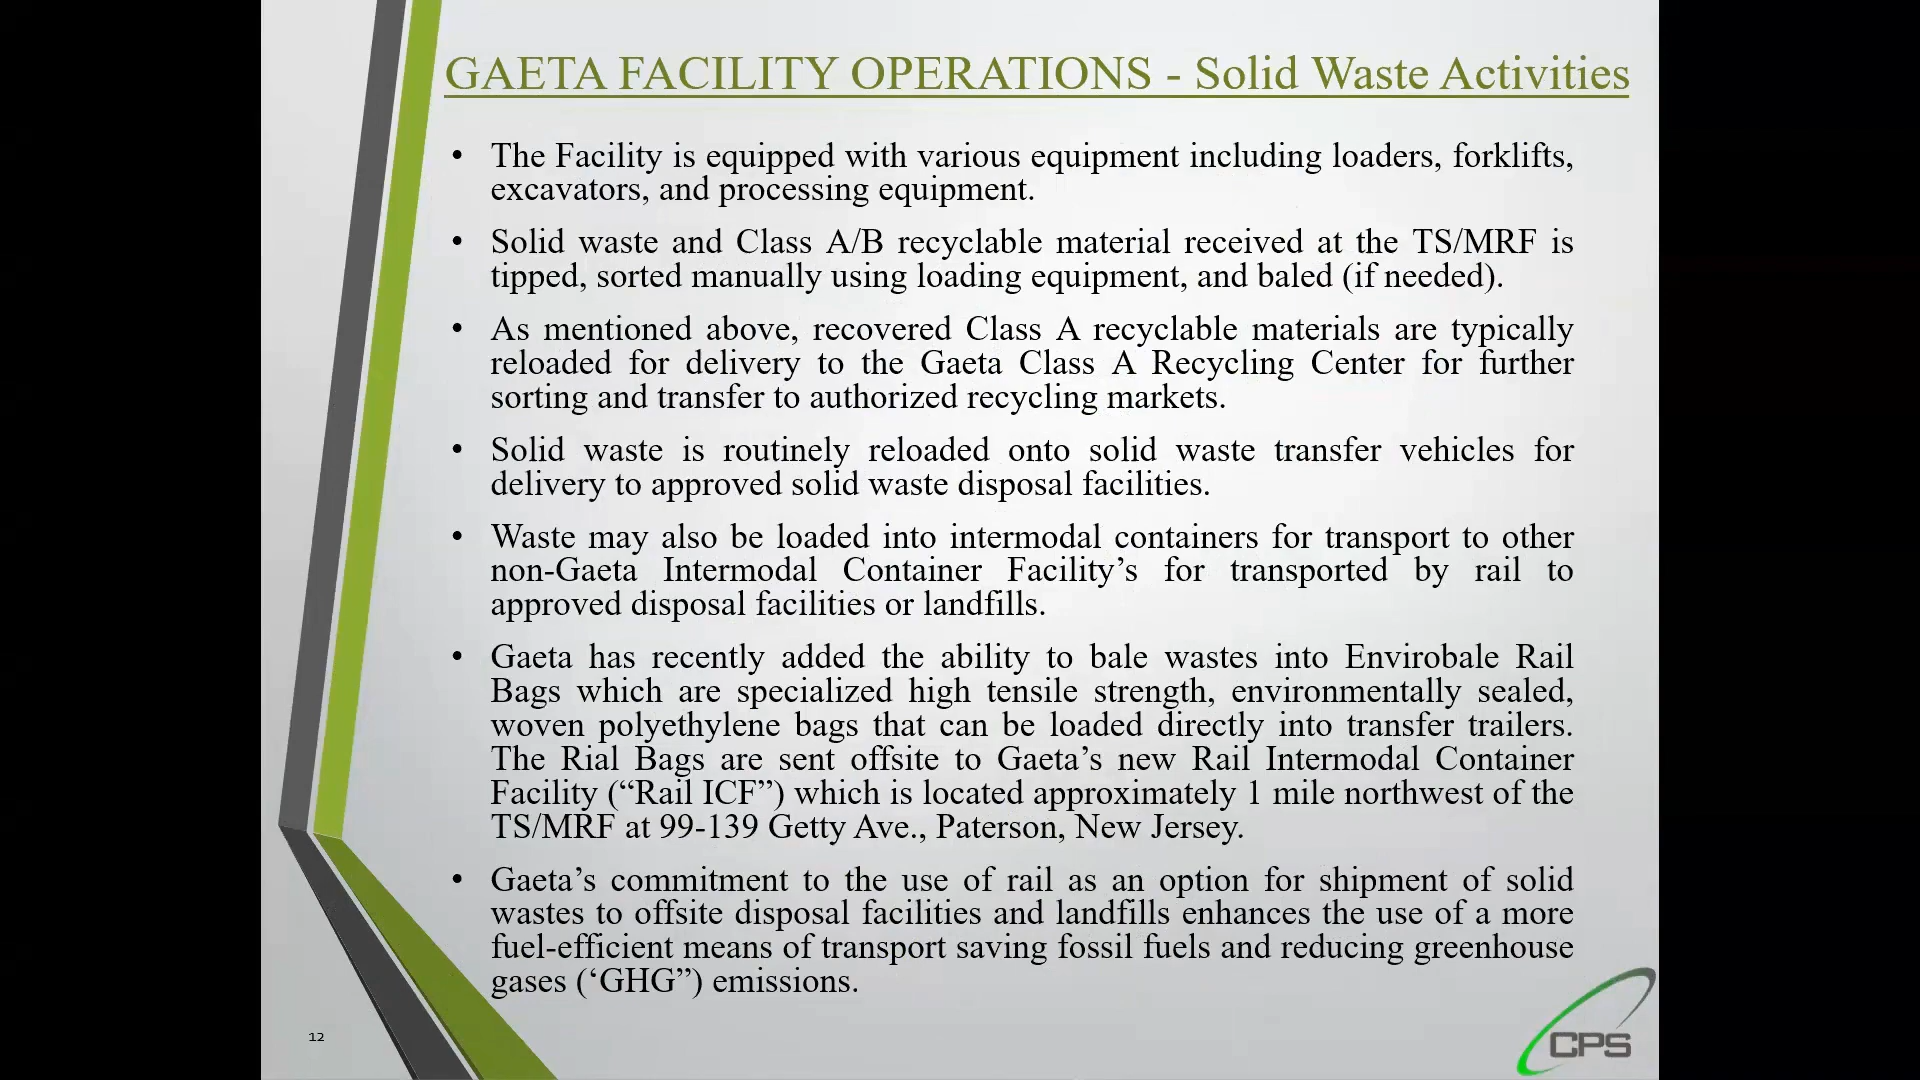 GAETA FACILITY OPERATIONS - Solid Waste Activities
• The Facility is equipped with various equipment including loaders, forklifts,
excavators, and processing equipment.
• Solid waste and Class A/B recyclable material received at the TS/MRF is
tipped, sorted manually using loading equipment, and baled (if needed).
• As mentioned above, recovered Class A recyclable materials are typically
reloaded for delivery to the Gaeta Class A Recycling Center for further
sorting and transfer to authorized recycling markets.
• Solid waste is routinely reloaded onto solid waste transfer vehicles for
delivery to approved solid waste disposal facilities.
• Waste may also be loaded into intermodal containers for transport to other
non-Gaeta Intermodal Container Facility’s for transported by rail to
approved disposal facilities or landfills.
• Gaeta has recently added the ability to bale wastes into Envirobale Rail
Bags which are specialized high tensile strength, environmentally sealed,
woven polyethylene bags that can be loaded directly into transfer trailers.
The Rial Bags are sent offsite to Gaeta’s new Rail Intermodal Container
Facility (“Rail ICF”) which is located approximately 1 mile northwest of the
TS/MRF at 99-139 Getty Ave., Paterson, New Jersey.
• Gaeta’s commitment to the use of rail as an option for shipment of solid
wastes to offsite disposal facilities and landfills enhances the use of a more
fuel-efficient means of transport saving fossil fuels and reducing greenhouse
gases (‘GHG”) emissions.
12
CPS